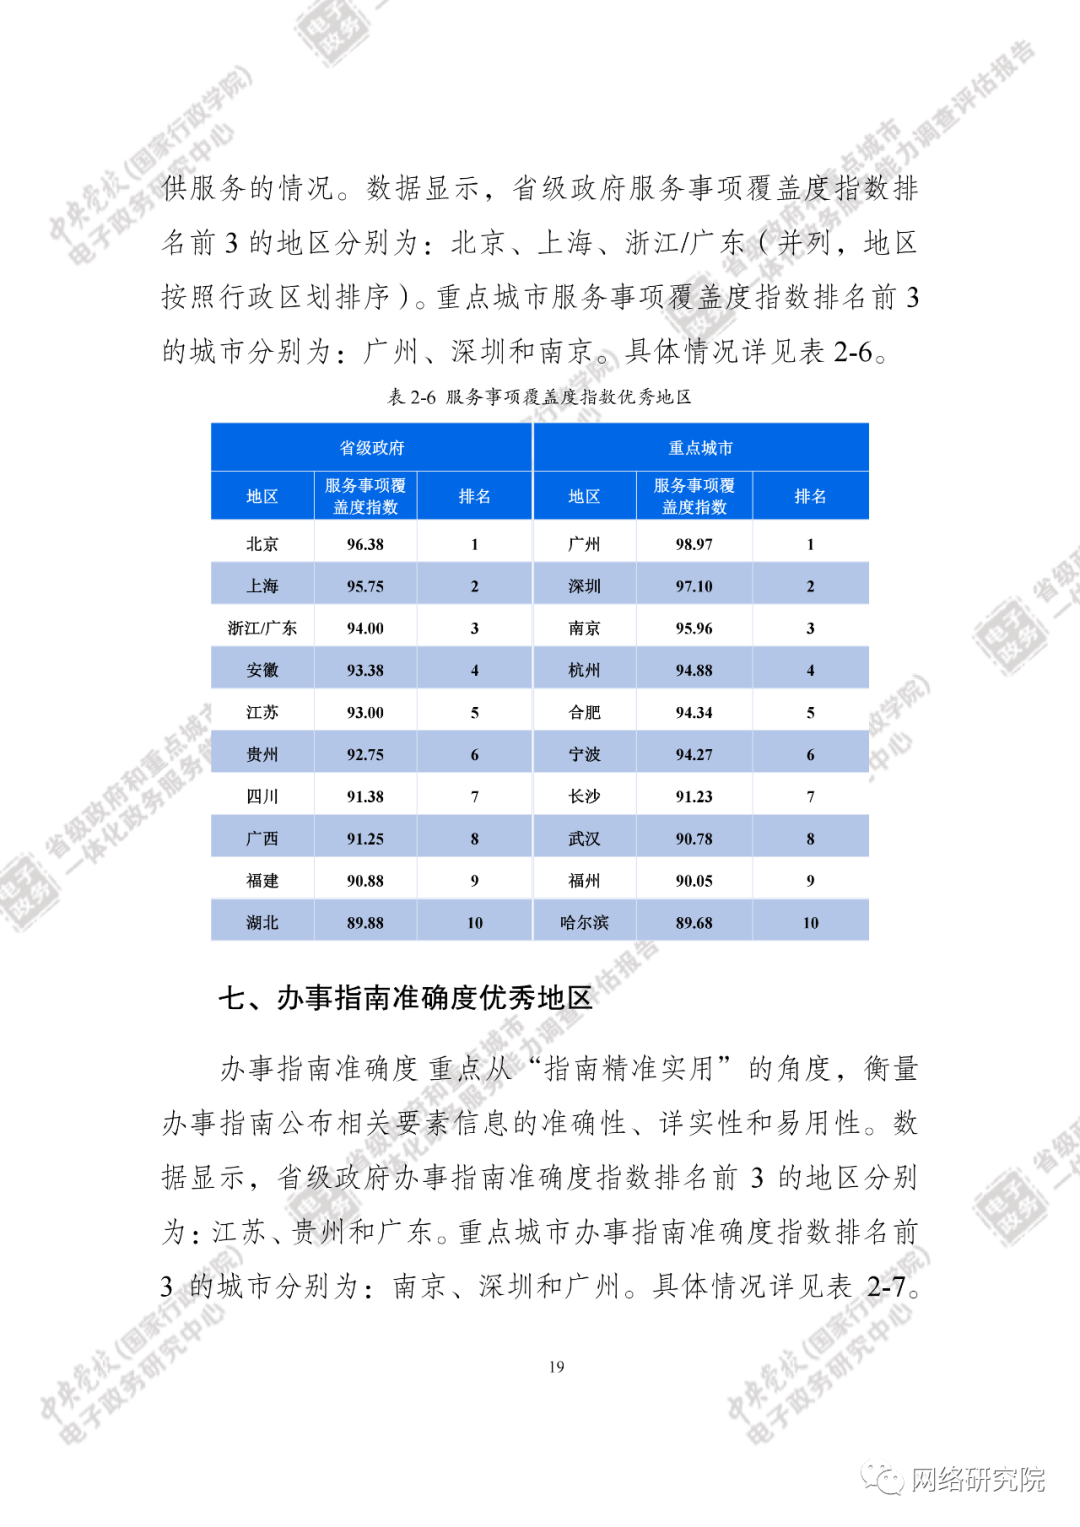 供服务的情况。数据显示，省级政府服务事项覆盖度指数排
名前 3 的地区分别为：北京、上海、浙江/广东（并列，地区
按照行政区划排序）。重点城市服务事项覆盖度指数排名前 3
的城市分别为：广州、深圳和南京。具体情况详见表 2-6。
表 2-6 服务事项覆盖度指数优秀地区
省级政府 重点城市
地区 服务事项覆盖度指数 排名 地区 服务事项覆盖度指数 排名
北京 96.38 1 广州 98.97 1
上海 95.75 2 深圳 97.10 2
浙江/广东 94.00 3 南京 95.96 3
安徽 93.38 4 杭州 94.88 4
江苏 93.00 5 合肥 94.34 5
贵州 92.75 6 宁波 94.27 6
四川 91.38 7 长沙 91.23 7
广西 91.25 8 武汉 90.78 8
福建 90.88 9 福州 90.05 9
湖北 89.88 10 哈尔滨 89.68 10
七、办事指南准确度优秀地区
办事指南准确度 重点从“指南精准实用”的角度，衡量
办事指南公布相关要素信息的准确性、详实性和易用性。数
据显示，省级政府办事指南准确度指数排名前 3 的地区分别
为：江苏、贵州和广东。重点城市办事指南准确度指数排名前
3 的城市分别为：南京、深圳和广州。具体情况详见表 2-7。
19
网络研究院
中央党校(国家行政学院)
电子政务研究中心
省级政府和重点城市
一体化政务服务能力调查评估报告
电子政务